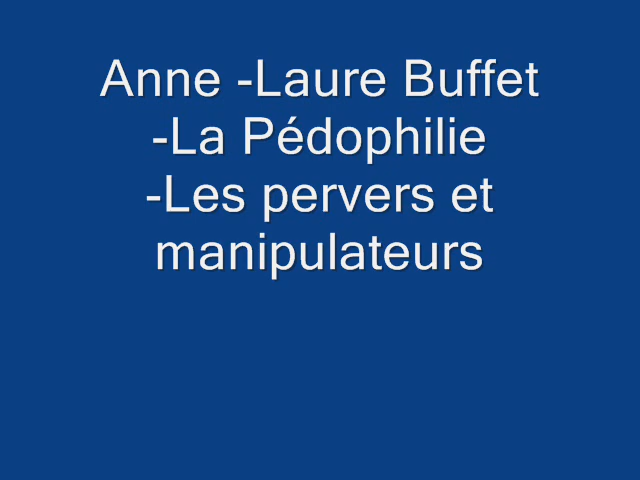 Anne -Laure Buffet
-La Pédophilie
-Les pervers et
manipulateurs